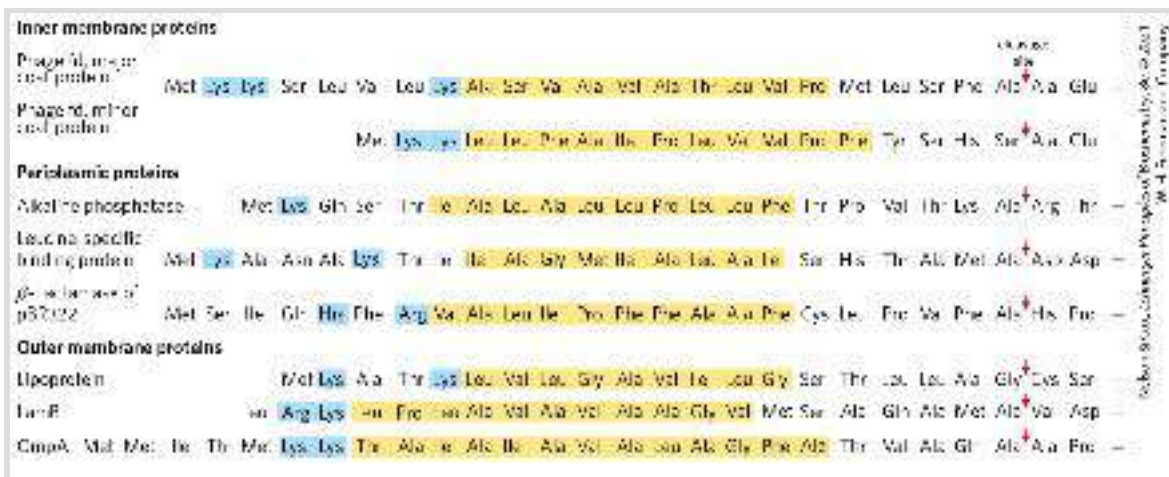 Inner membrane proteins
cleavage
site
Phage fd, major
coat protein Met Lys Lys Ser Leu Val Leu Lys Ala Ser Val Ala Val Ala Thr Leu Val Pro Met Leu Ser Phe Ala Ala Glu
Phage fd, minor
coat protein Met Lys Lys Leu Leu Phe Ala Ile Pro Leu Val Val Pro Phe Tyr Ser His Ser Ala Glu
Periplasmic proteins
Alkaline phosphatase Met Lys Gln Ser Thr Ile Ala Leu Ala Leu Leu Pro Leu Leu Phe Thr Pro Val Thr Lys Ala Arg Thr
Leucine-specific
binding protein Met Lys Ala Asn Ala Lys Thr Ile Ile Ala Gly Met Ile Ala Leu Ala Ile Ser His Thr Ala Met Ala Asp Asp
β-Lactamase of
pBR322 Met Ser Ile Gln His Phe Arg Val Ala Leu Ile Pro Phe Phe Ala Ala Phe Cys Leu Pro Val Phe Ala His Pro
Outer membrane proteins
Lipoprotein Met Lys Ala Thr Lys Leu Val Leu Gly Ala Val Ile Leu Gly Ser Thr Leu Leu Ala Gly Cys Ser
LamB Leu Arg Lys Leu Pro Leu Ala Val Ala Val Ala Ala Gly Val Met Ser Ala Gln Ala Met Ala Val Asp
OmpA Met Met Ile Thr Met Lys Lys Thr Ala Ile Ala Ile Ala Val Ala Leu Ala Gly Phe Ala Thr Val Ala Gln Ala Ala Pro